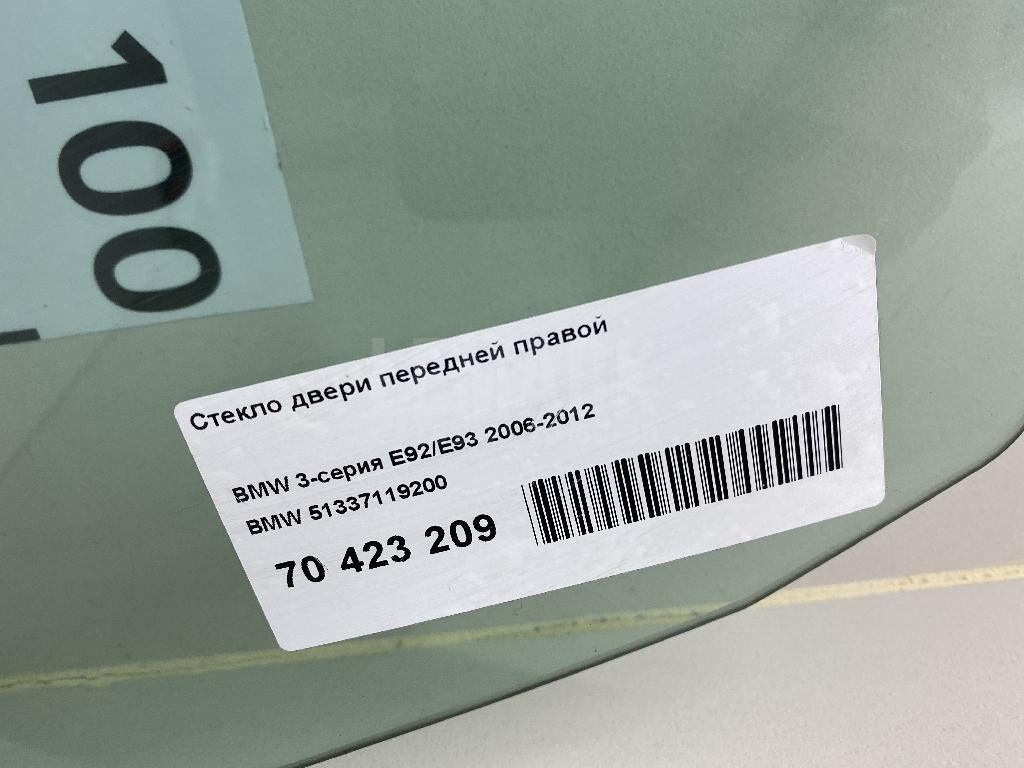 100
Стекло двери передней правой
BMW 3-серия E92/E93 2006-2012
BMW 51337119200
70 423 209